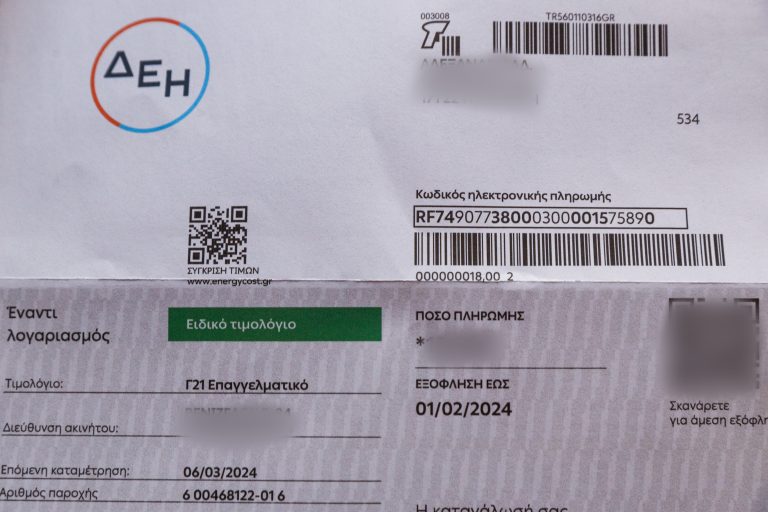 ΔΕΗ
003008
TR560110316GR
534
Κωδικός ηλεκτρονικής πληρωμής
RF74907738000300001575890
000000018,00 2
ΣΥΓΚΡΙΣΗ ΤΙΜΩΝ
www.energycost.gr
Έναντι
λογαριασμός
Ειδικό τιμολόγιο
Τιμολόγιο: Γ21 Επαγγελματικό
Διεύθυνση ακινήτου:
Επόμενη καταμέτρηση: 06/03/2024
Αριθμός παροχής 6 00468122-01 6
ΠΟΣΟ ΠΛΗΡΩΜΗΣ
*
ΕΞΟΦΛΗΣΗ ΕΩΣ
01/02/2024
Σκανάρετε
για άμεση εξόφλη
Η κατανάλωσή σας